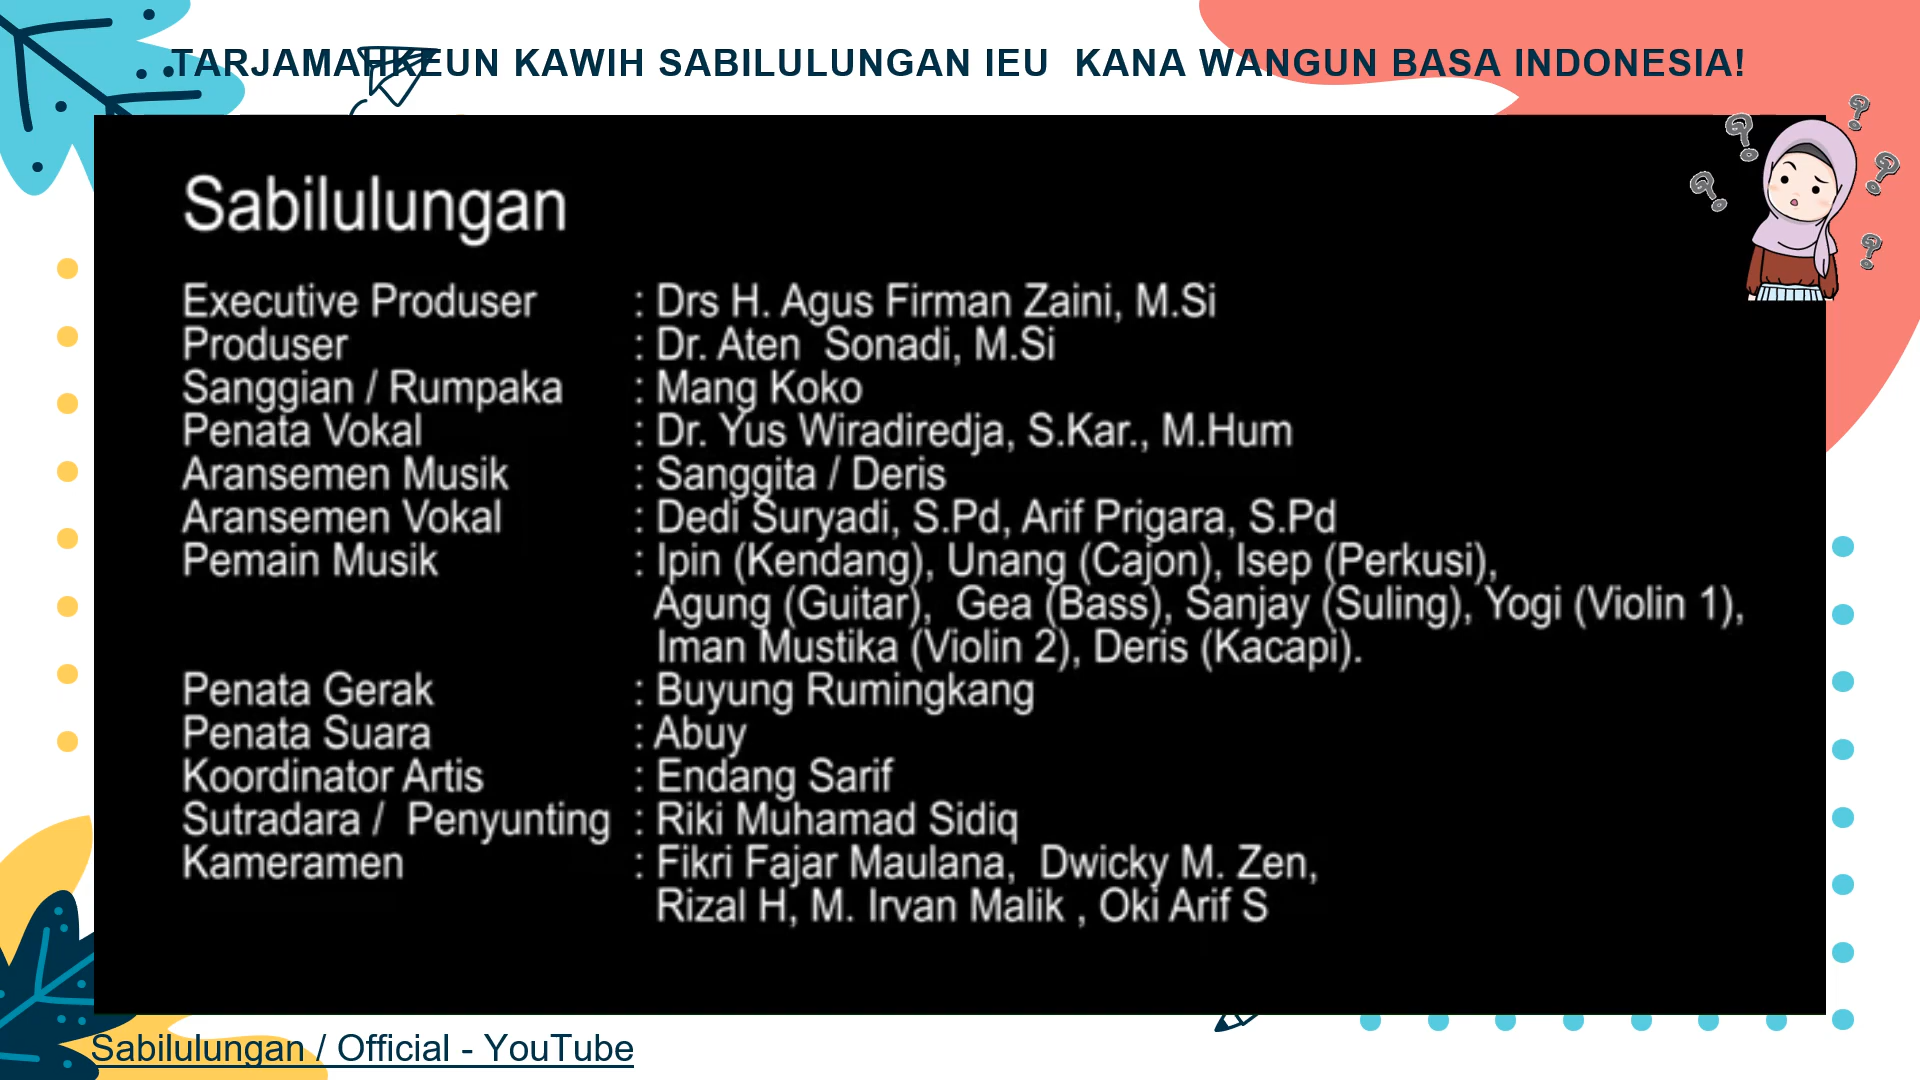 TARJAMAHKEUN KAWIH SABILULUNGAN IEU  KANA WANGUN BASA INDONESIA!
Sabilulungan
Executive Produser : Drs H. Agus Firman Zaini, M.Si
Produser : Dr. Aten  Sonadi, M.Si
Sanggian / Rumpaka : Mang Koko
Penata Vokal : Dr. Yus Wiradiredja, S.Kar., M.Hum
Aransemen Musik : Sanggita / Deris
Aransemen Vokal : Dedi Suryadi, S.Pd, Arif Prigara, S.Pd
Pemain Musik : Ipin (Kendang), Unang (Cajon), Isep (Perkusi),
Agung (Guitar),  Gea (Bass), Sanjay (Suling), Yogi (Violin 1),
Iman Mustika (Violin 2), Deris (Kacapi).
Penata Gerak : Buyung Rumingkang
Penata Suara : Abuy
Koordinator Artis : Endang Sarif
Sutradara /  Penyunting : Riki Muhamad Sidiq
Kameramen : Fikri Fajar Maulana,  Dwicky M. Zen,
Rizal H, M. Irvan Malik , Oki Arif S
Sabilulungan / Official - YouTube